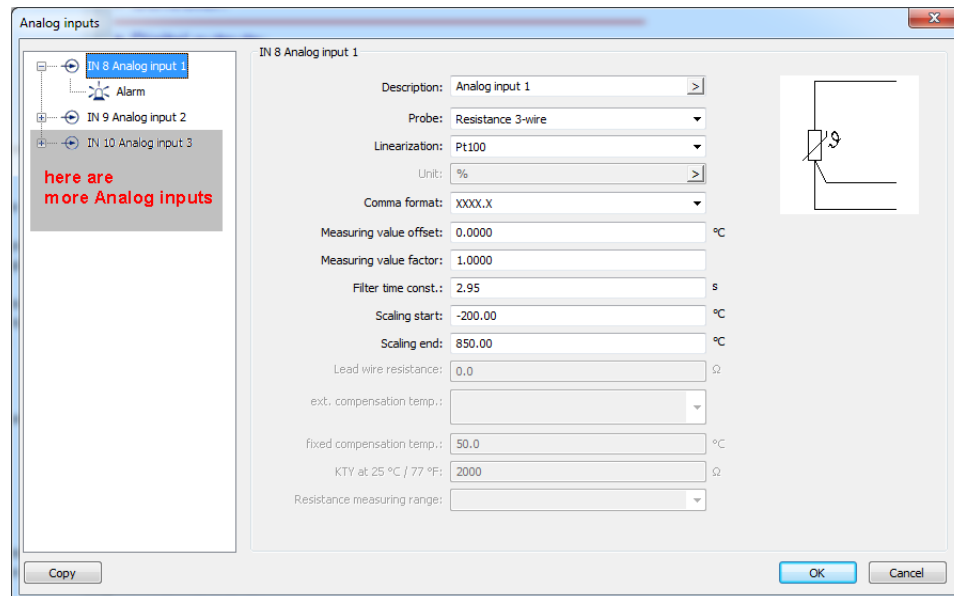 Analog inputs
IN 8 Analog input 1
Alarm
IN 9 Analog input 2
IN 10 Analog input 3
here are
more Analog inputs
IN 8 Analog input 1
Description: Analog input 1 >
Probe: Resistance 3-wire
Linearization: Pt100
Unit: % >
Comma format: XXXX.X
Measuring value offset: 0.0000 °C
Measuring value factor: 1.0000
Filter time const.: 2.95 s
Scaling start: -200.00 °C
Scaling end: 850.00 °C
Lead wire resistance: 0.0 Ω
ext. compensation temp.:
fixed compensation temp.: 50.0 °C
KTY at 25 °C / 77 °F: 2000 Ω
Resistance measuring range:
ϑ
Copy OK Cancel